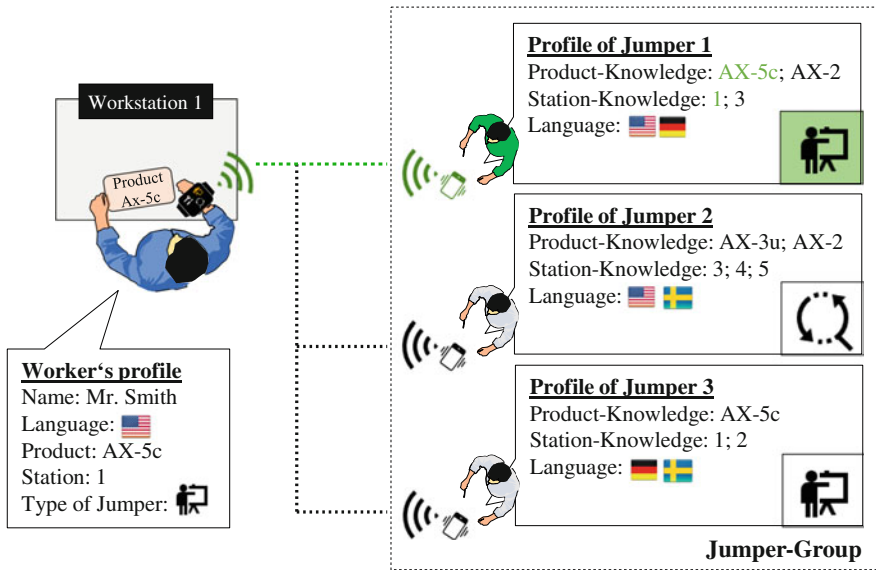 Workstation 1
Product
Ax-5c
Worker‘s profile
Name: Mr. Smith
Language:
Product: AX-5c
Station: 1
Type of Jumper:
Profile of Jumper 1
Product-Knowledge: AX-5c; AX-2
Station-Knowledge: 1; 3
Language:
Profile of Jumper 2
Product-Knowledge: AX-3u; AX-2
Station-Knowledge: 3; 4; 5
Language:
Profile of Jumper 3
Product-Knowledge: AX-5c
Station-Knowledge: 1; 2
Language:
Jumper-Group